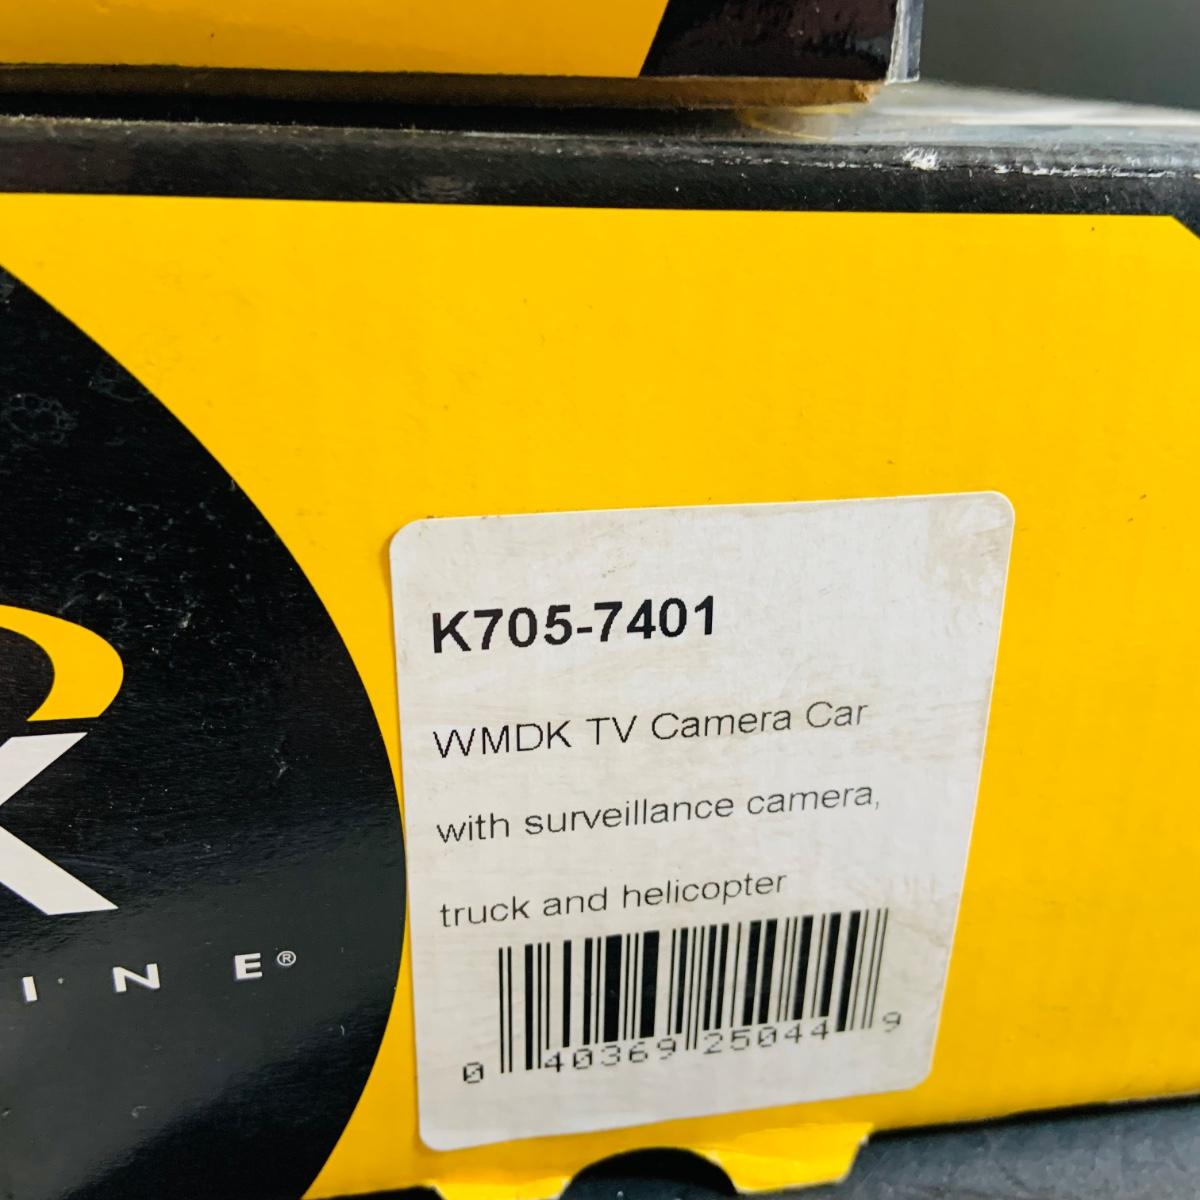 K
I N E®
K705-7401
WMDK TV Camera Car
with surveillance camera,
truck and helicopter
0 40369 25044 9